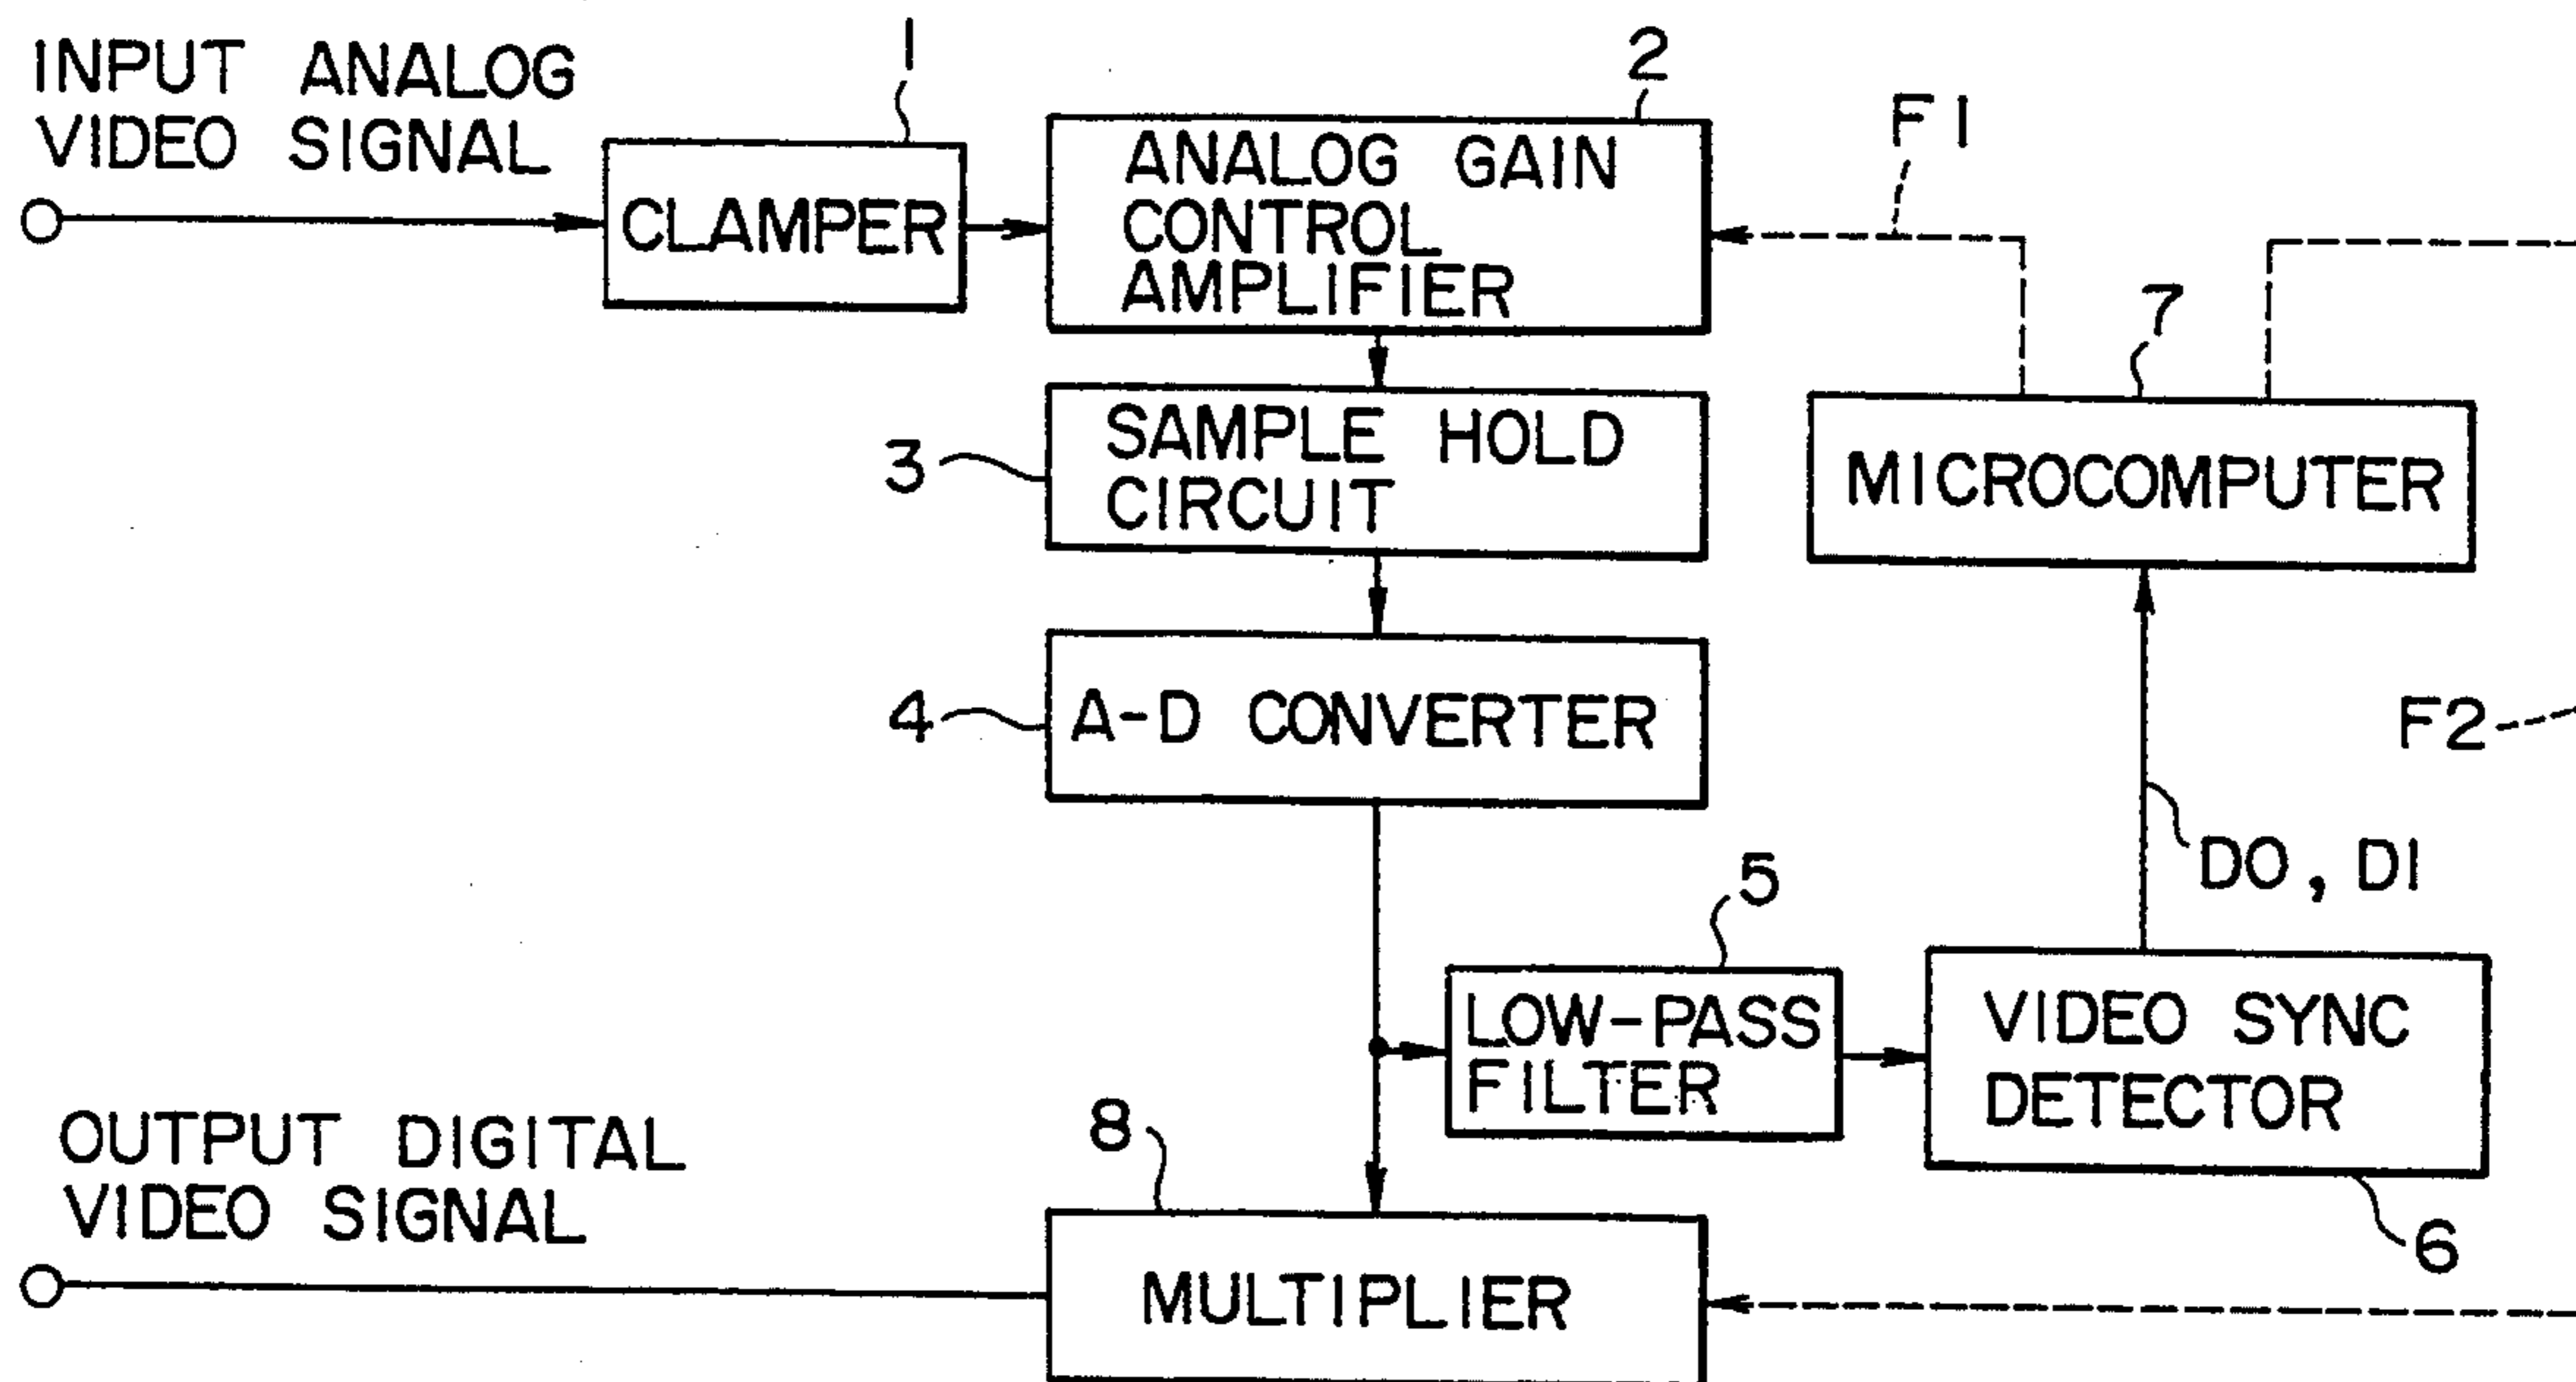 INPUT ANALOG
VIDEO SIGNAL
1
CLAMPER
2
ANALOG GAIN
CONTROL
AMPLIFIER
F1
3
SAMPLE HOLD
CIRCUIT
7
MICROCOMPUTER
4
A-D CONVERTER
F2
D0, D1
5
LOW-PASS
FILTER
VIDEO SYNC
DETECTOR
6
OUTPUT DIGITAL
VIDEO SIGNAL
8
MULTIPLIER